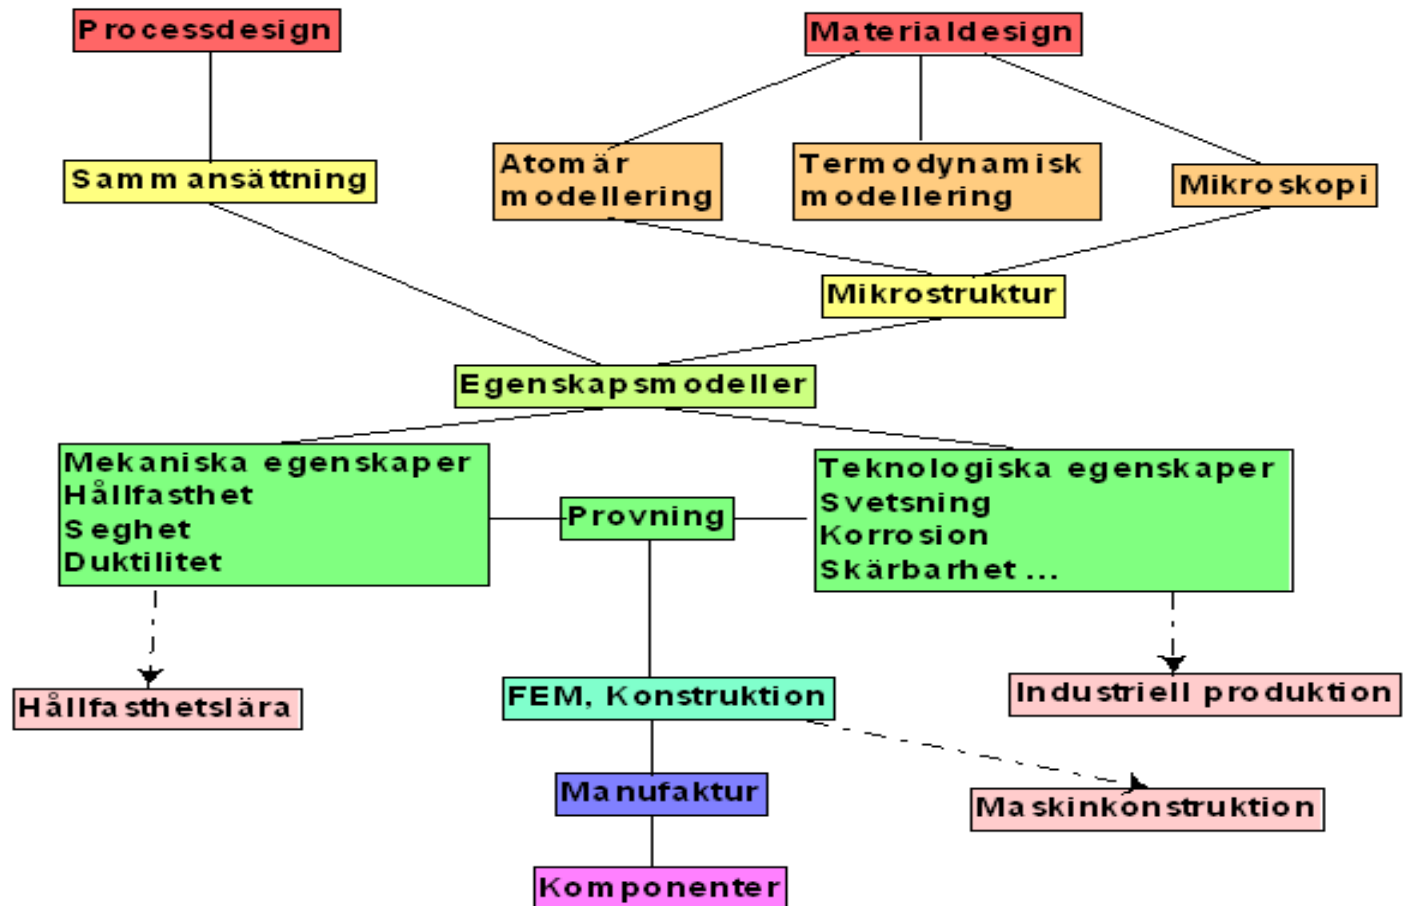 Processdesign
Materialdesign
Sammansättning
Atomär
modellering
Termodynamisk
modellering
Mikroskopi
Mikrostruktur
Egenskapsmodeller
Mekaniska egenskaper
Hållfasthet
Seghet
Duktilitet
Provning
Teknologiska egenskaper
Svetsning
Korrosion
Skärbarhet ...
Hållfasthetslära
FEM, Konstruktion
Industriell produktion
Manufaktur
Maskinkonstruktion
Komponenter